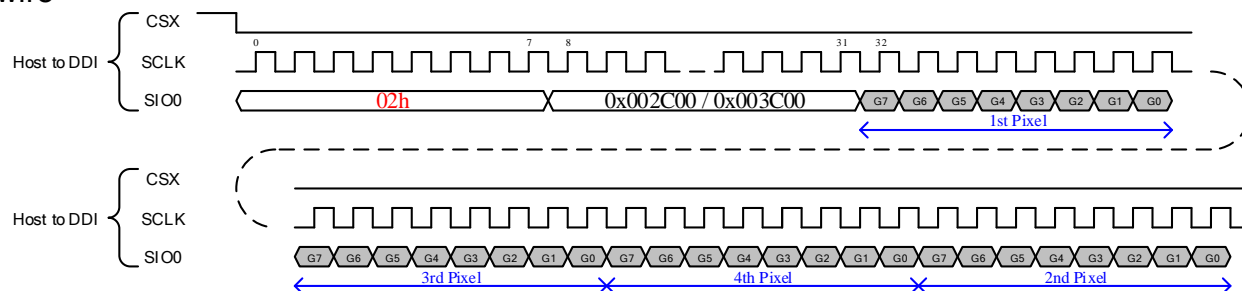 CSX
0 7 8 31 32
Host to DDI SCLK
SIO0 02h 0x002C00 / 0x003C00 G7 G6 G5 G4 G3 G2 G1 G0
1st Pixel
CSX
Host to DDI SCLK
SIO0 G7 G6 G5 G4 G3 G2 G1 G0 G7 G6 G5 G4 G3 G2 G1 G0 G7 G6 G5 G4 G3 G2 G1 G0
3rd Pixel 4th Pixel 2nd Pixel